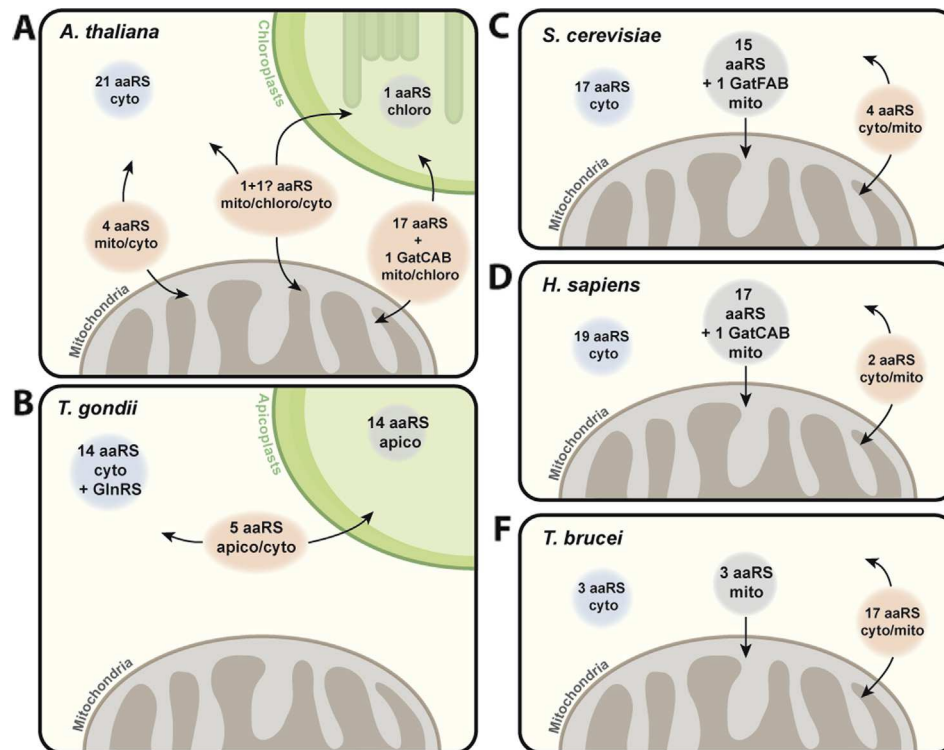 A
A. thaliana
21 aaRS
cyto
Chloroplasts
1 aaRS
chloro
1+1? aaRS
mito/chloro/cyto
4 aaRS
mito/cyto
17 aaRS
+
1 GatCAB
mito/chloro
Mitochondria
B
T. gondii
14 aaRS
cyto
+ GlnRS
Apicoplasts
14 aaRS
apico
5 aaRS
apico/cyto
Mitochondria
C
S. cerevisiae
17 aaRS
cyto
15
aaRS
+ 1 GatFAB
mito
4 aaRS
cyto/mito
Mitochondria
D
H. sapiens
19 aaRS
cyto
17
aaRS
+ 1 GatCAB
mito
2 aaRS
cyto/mito
Mitochondria
F
T. brucei
3 aaRS
cyto
3 aaRS
mito
17 aaRS
cyto/mito
Mitochondria